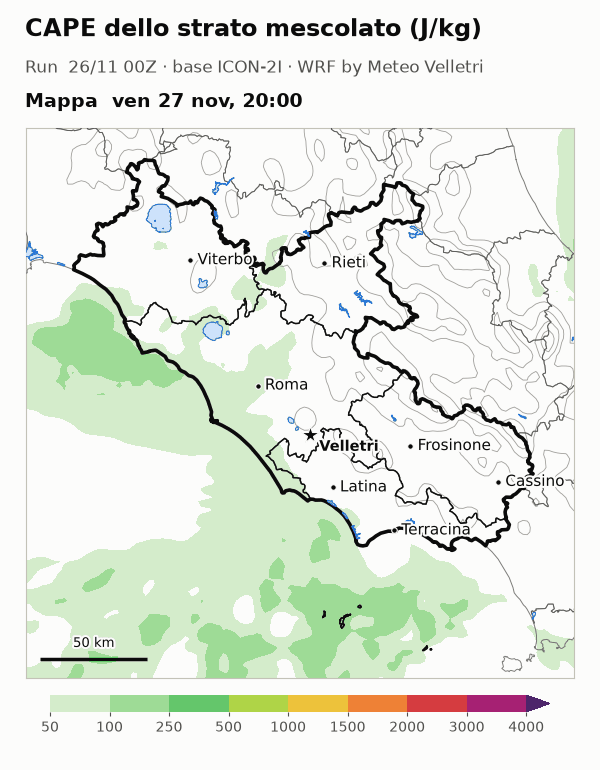 CAPE dello strato mescolato (J/kg)
Run  26/11 00Z · base ICON-2I · WRF by Meteo Velletri
Mappa  ven 27 nov, 20:00
Viterbo
Rieti
Roma
Velletri
Frosinone
Cassino
Latina
Terracina
50 km
50 100 250 500 1000 1500 2000 3000 4000